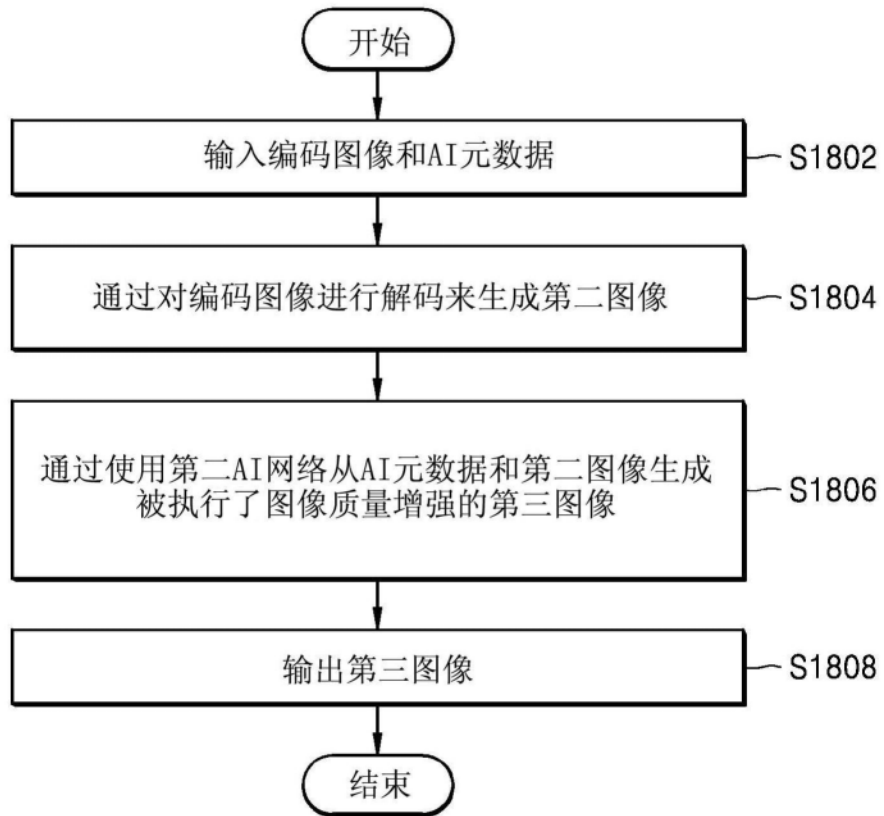 开始
输入编码图像和AI元数据
S1802
通过对编码图像进行解码来生成第二图像
S1804
通过使用第二AI网络从AI元数据和第二图像生成
被执行了图像质量增强的第三图像
S1806
输出第三图像
S1808
结束